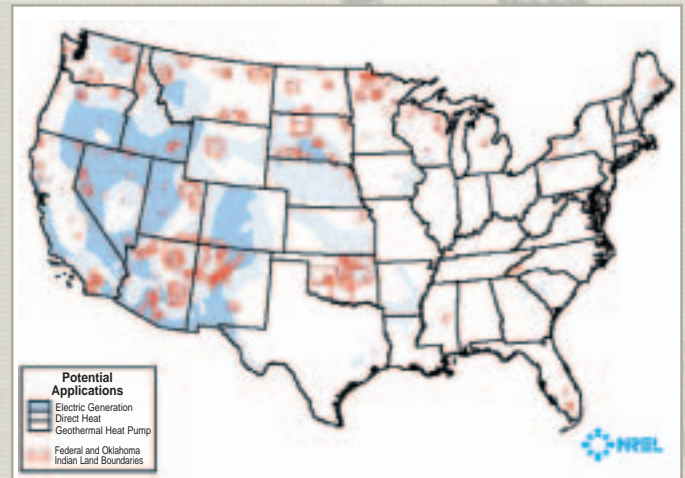 Potential
Applications
Electric Generation
Direct Heat
Geothermal Heat Pump
Federal and Oklahoma
Indian Land Boundaries
NREL